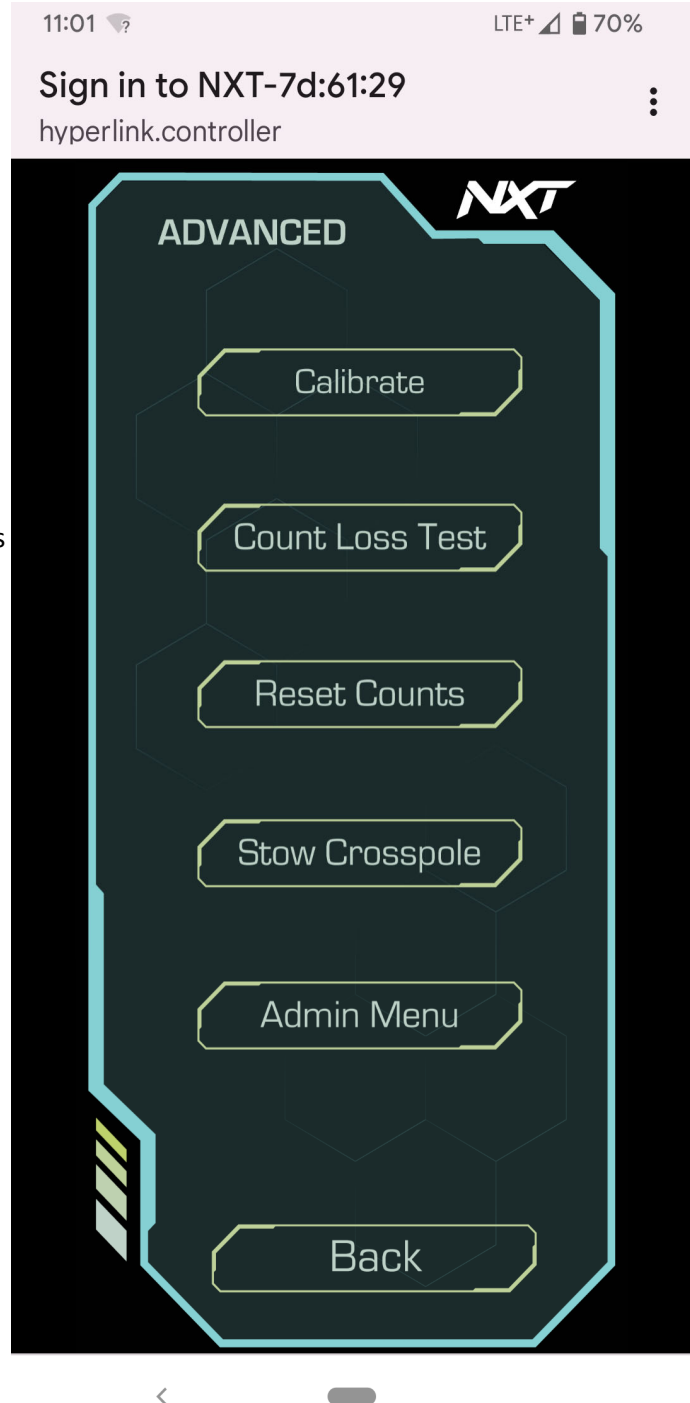 11:01
LTE+ 70%
Sign in to NXT-7d:61:29
hyperlink.controller
NXT
ADVANCED
Calibrate
Count Loss Test
s
Reset Counts
Stow Crosspole
Admin Menu
Back